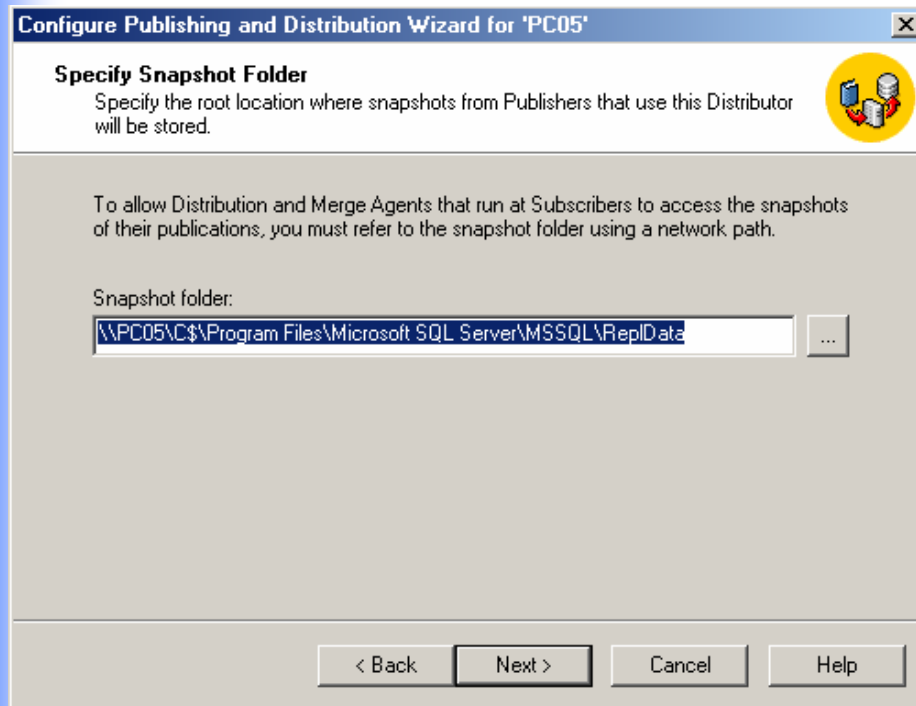 Configure Publishing and Distribution Wizard for 'PC05'
Specify Snapshot Folder
Specify the root location where snapshots from Publishers that use this Distributor
will be stored.
To allow Distribution and Merge Agents that run at Subscribers to access the snapshots
of their publications, you must refer to the snapshot folder using a network path.
Snapshot folder:
\\PC05\C$\Program Files\Microsoft SQL Server\MSSQL\ReplData
...
< Back
Next >
Cancel
Help